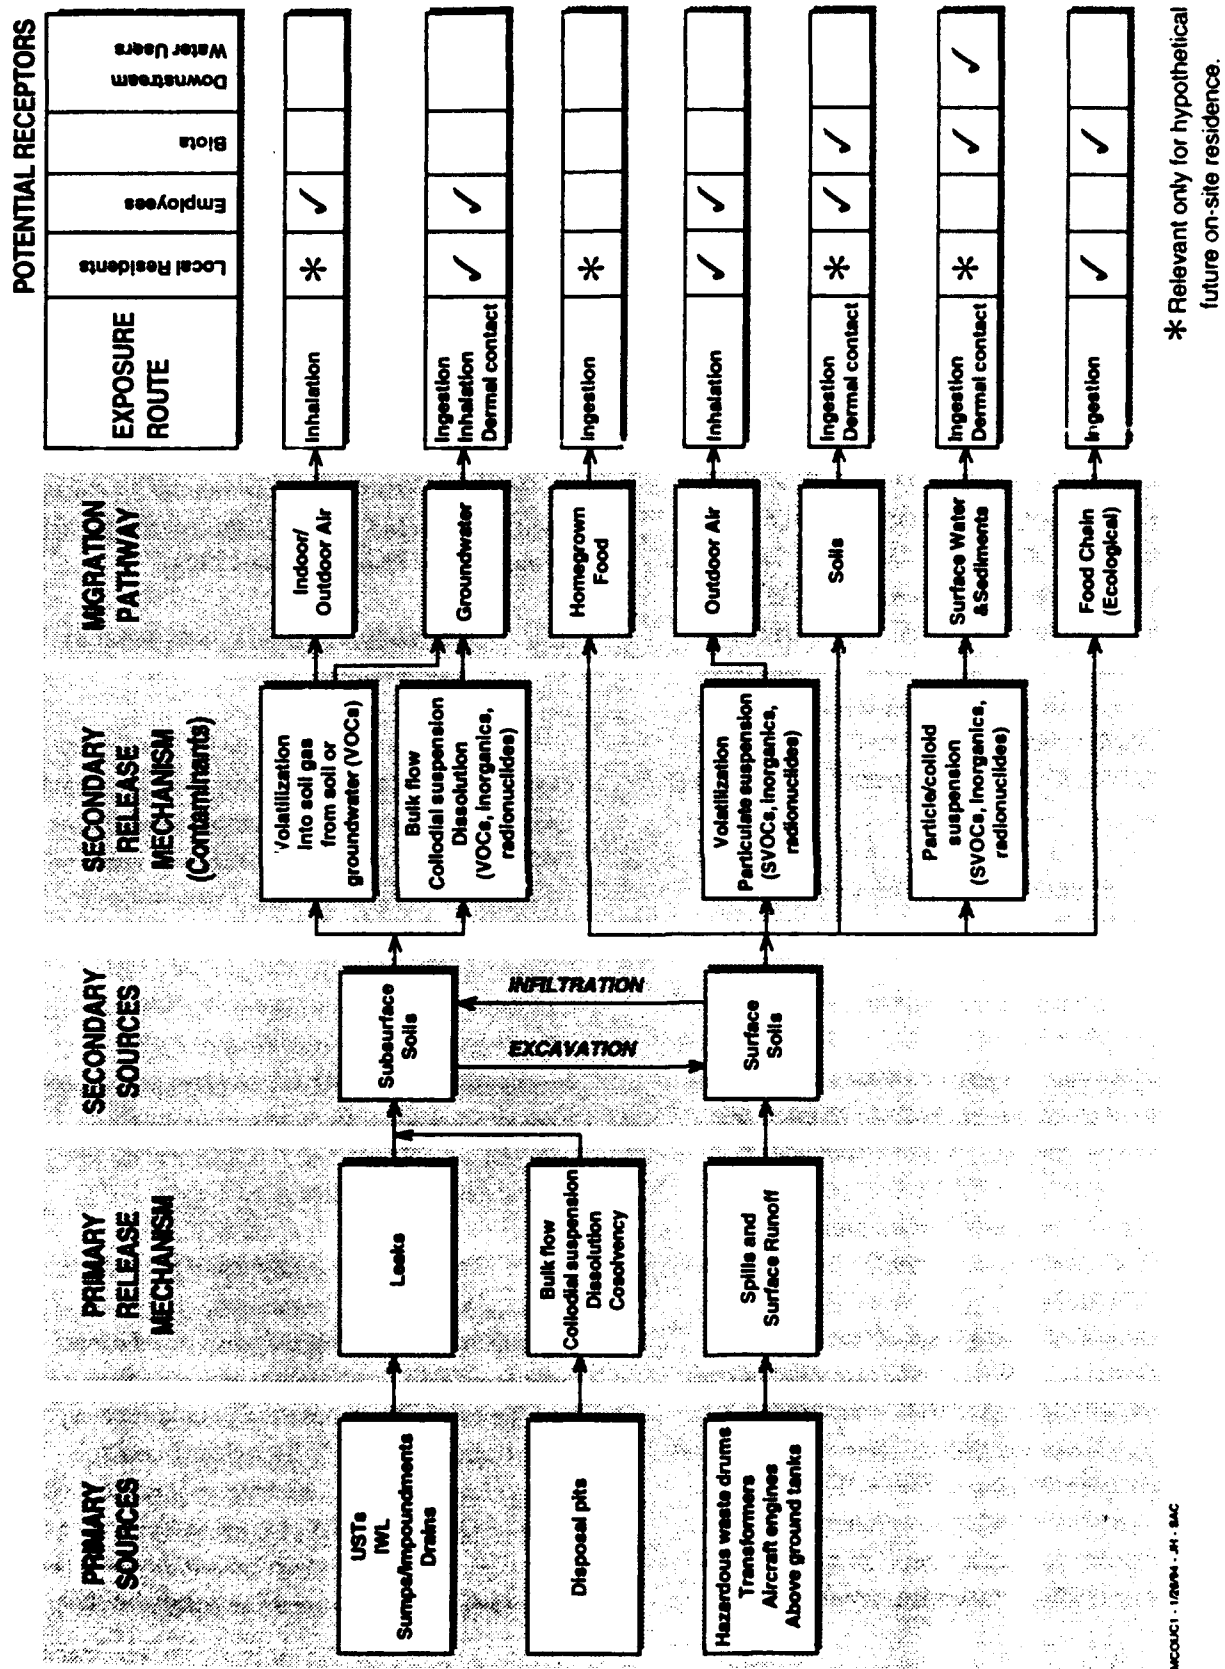 PRIMARY
SOURCES
PRIMARY
RELEASE
MECHANISM
SECONDARY
SOURCES
SECONDARY
RELEASE
MECHANISM
(Contaminants)
MIGRATION
PATHWAY
EXPOSURE
ROUTE
POTENTIAL RECEPTORS
Local Residents
Employees
Biota
Downstream
Water Users
USTs
IWL
Sumps/Impoundments
Drains
Leaks
Disposal pits
Bulk flow
Collodial suspension
Dissolution
Cosolvency
Hazardous waste drums
Transformers
Aircraft engines
Above ground tanks
Spills and
Surface Runoff
Subsurface
Soils
EXCAVATION
INFILTRATION
Surface
Soils
Volatilization
into soil gas
from soil or
groundwater (VOCs)
Bulk flow
Collodial suspension
Dissolution
(VOCs, inorganics,
radionuclides)
Volatilization
Particulate suspension
(SVOCs, inorganics,
radionuclides)
Particle/colloid
suspension
(SVOCs, inorganics,
radionuclides)
Indoor/
Outdoor Air
Inhalation
* ✓
Groundwater
Ingestion
Inhalation
Dermal contact
✓ ✓
Homegrown
Food
Ingestion
*
Outdoor Air
Inhalation
✓ ✓
Soils
Ingestion
Dermal contact
* ✓ ✓
Surface Water
&Sediments
Ingestion
Dermal contact
* ✓ ✓
Food Chain
(Ecological)
Ingestion
✓ ✓
* Relevant only for hypothetical
future on-site residence.
MCOUC1 - 1/26/94 - JH - SAC